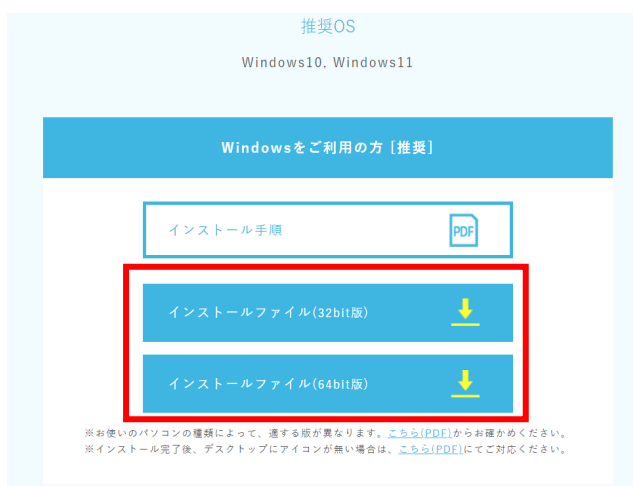 推奨OS
Windows10, Windows11
Windowsをご利用の方 [推奨]
インストール手順
PDF
インストールファイル(32bit版)
インストールファイル(64bit版)
※お使いのパソコンの種類によって、適する版が異なります。こちら(PDF)からお確かめください。
※インストール完了後、デスクトップにアイコンが無い場合は、こちら(PDF)にてご対応ください。